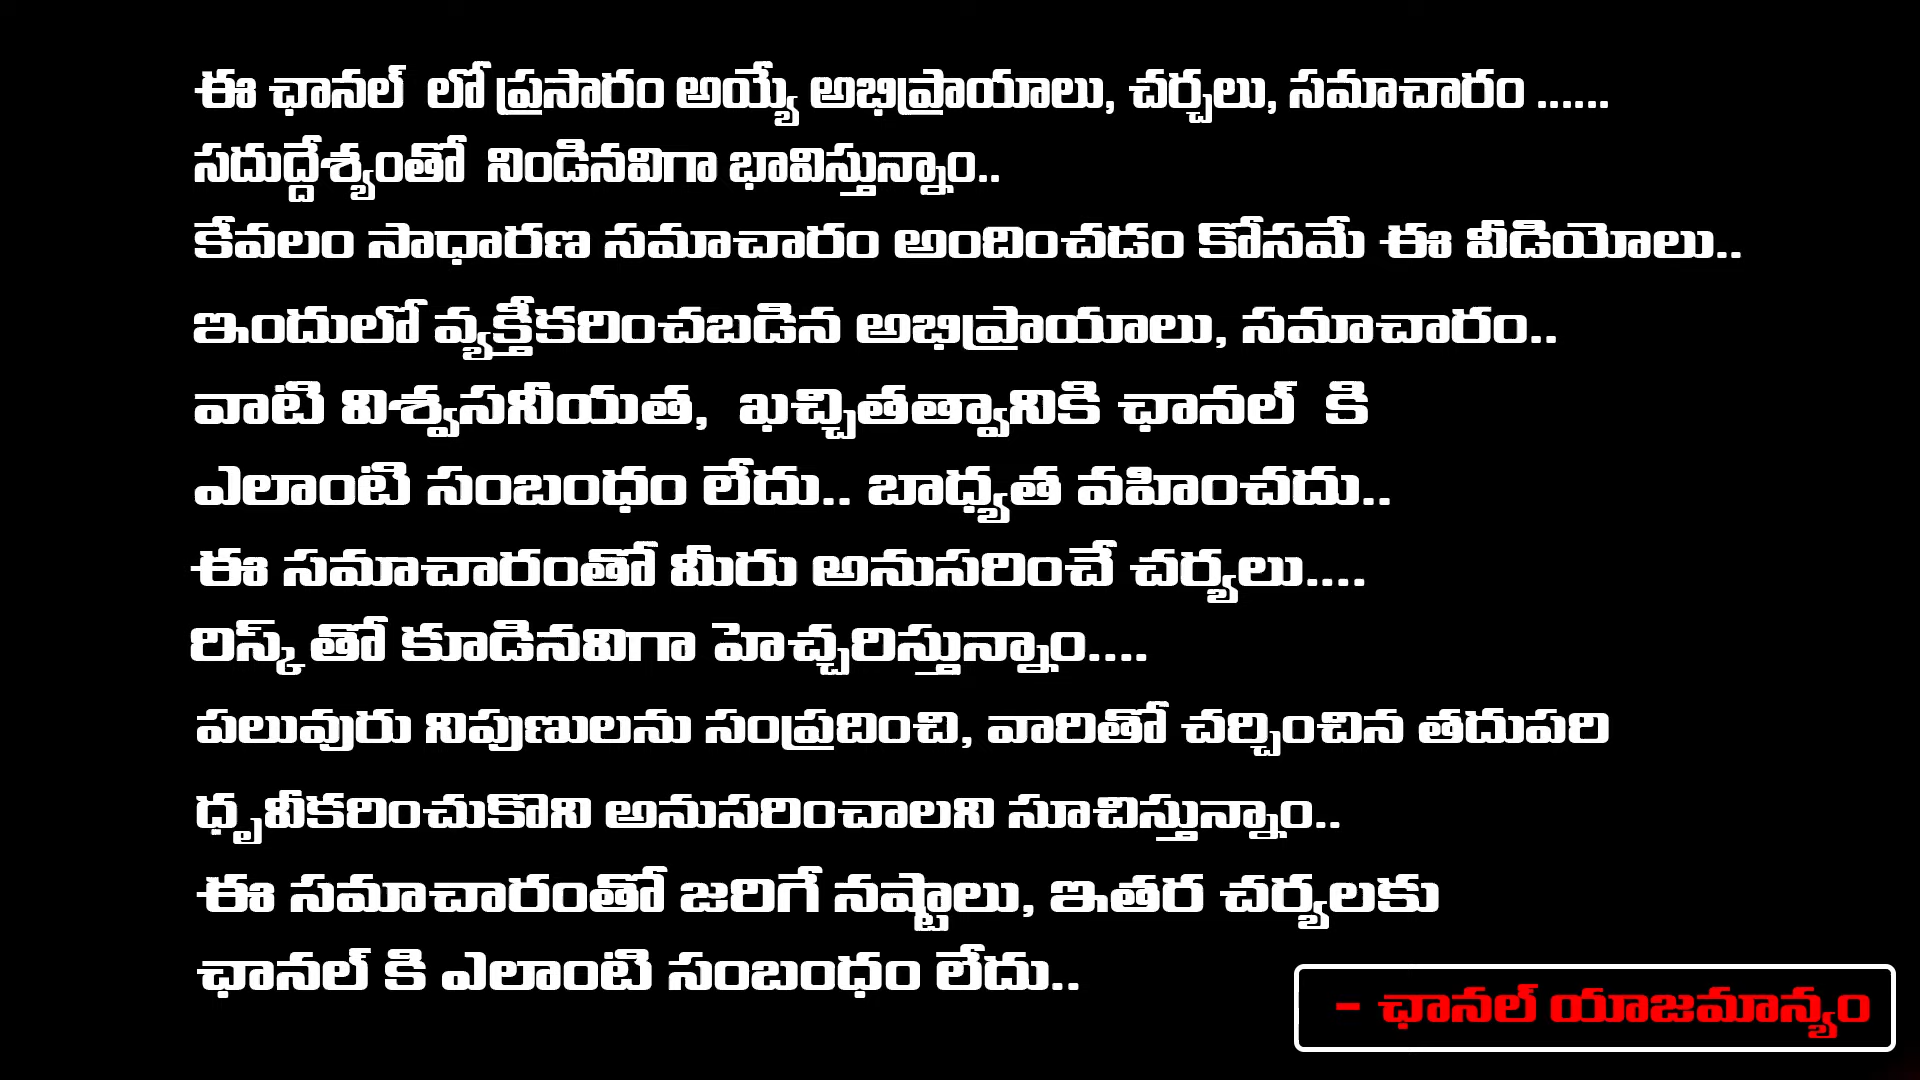 ఈ ఛానల్ లో ప్రసారం అయ్యే అభిప్రాయాలు, చర్చలు, సమాచారం ......
సదుద్దేశ్యంతో నిండినవిగా భావిస్తున్నాం..
కేవలం సాధారణ సమాచారం అందించడం కోసమే ఈ వీడియోలు..
ఇందులో వ్యక్తీకరించబడిన అభిప్రాయాలు, సమాచారం..
వాటి విశ్వసనీయత, ఖచ్చితత్వానికి ఛానల్ కి
ఎలాంటి సంబంధం లేదు.. బాధ్యత వహించదు..
ఈ సమాచారంతో మీరు అనుసరించే చర్యలు....
రిస్క్ తో కూడినవిగా హెచ్చరిస్తున్నాం....
పలువురు నిపుణులను సంప్రదించి, వారితో చర్చించిన తదుపరి
ధృవీకరించుకొని అనుసరించాలని సూచిస్తున్నాం..
ఈ సమాచారంతో జరిగే నష్టాలు, ఇతర చర్యలకు
ఛానల్ కి ఎలాంటి సంబంధం లేదు..
- ఛానల్ యాజమాన్యం